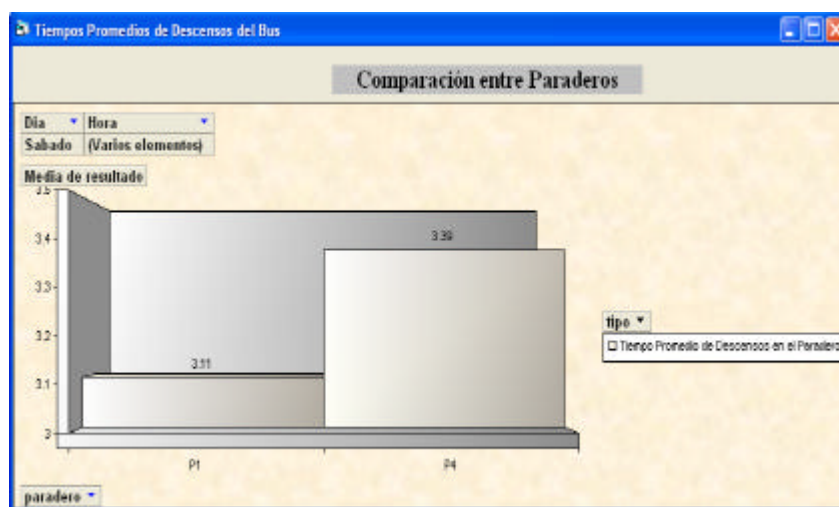 Tiempos Promedios de Descensos del Bus
Comparación entre Paraderos
Dia Hora
Sabado (Varios elementos)
Media de resultado
3.5
3.4
3.39
3.3
3.2
3.11
3.1
3
P1 P4
tipo
Tiempo Promedio de Descensos en el Paradero
paradero